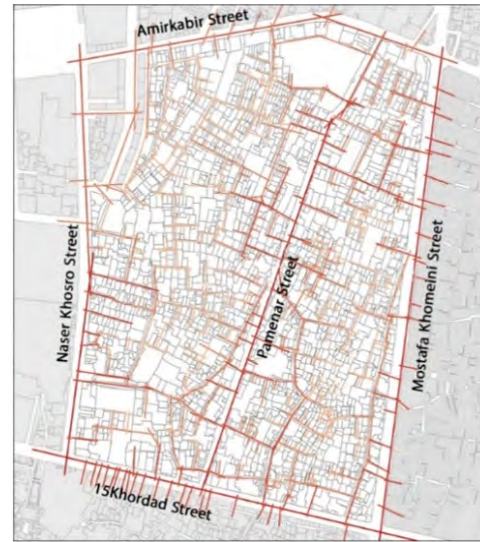 Amirkabir Street
Naser Khosro Street
Pamenar Street
Mostafa Khomeini Street
15Khordad Street